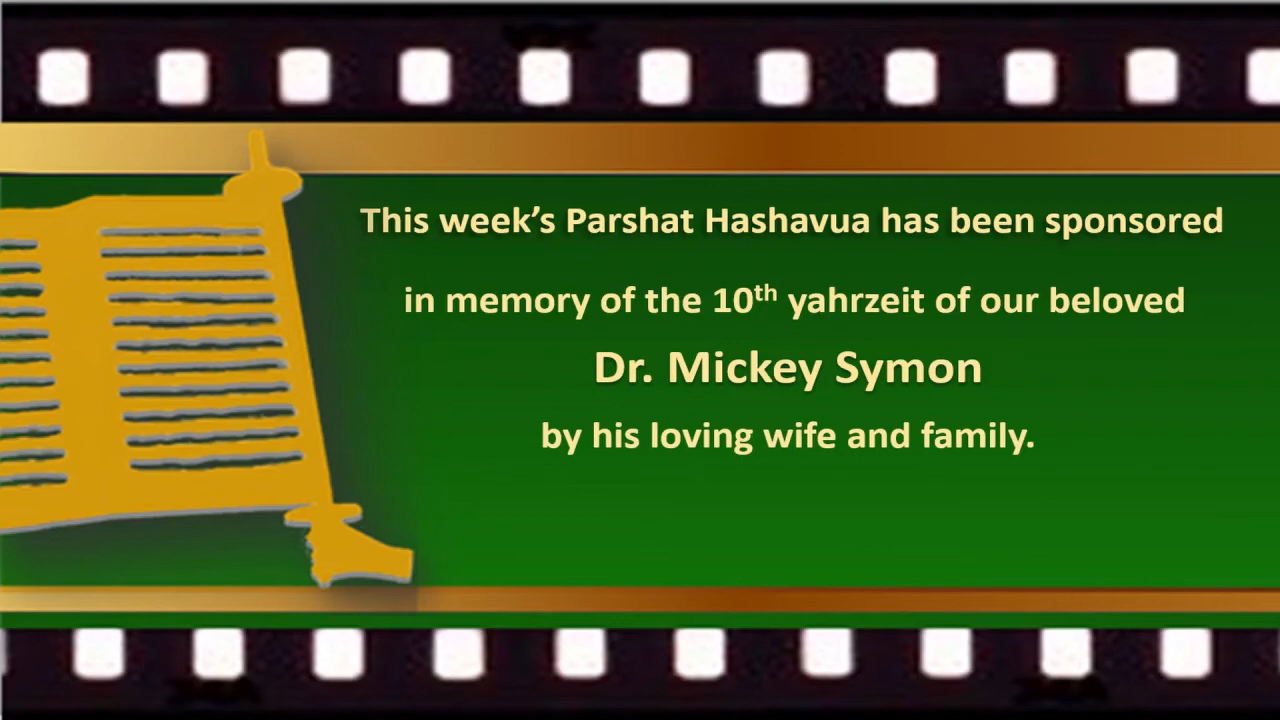 This week’s Parshat Hashavua has been sponsored
in memory of the 10th yahrzeit of our beloved
Dr. Mickey Symon
by his loving wife and family.